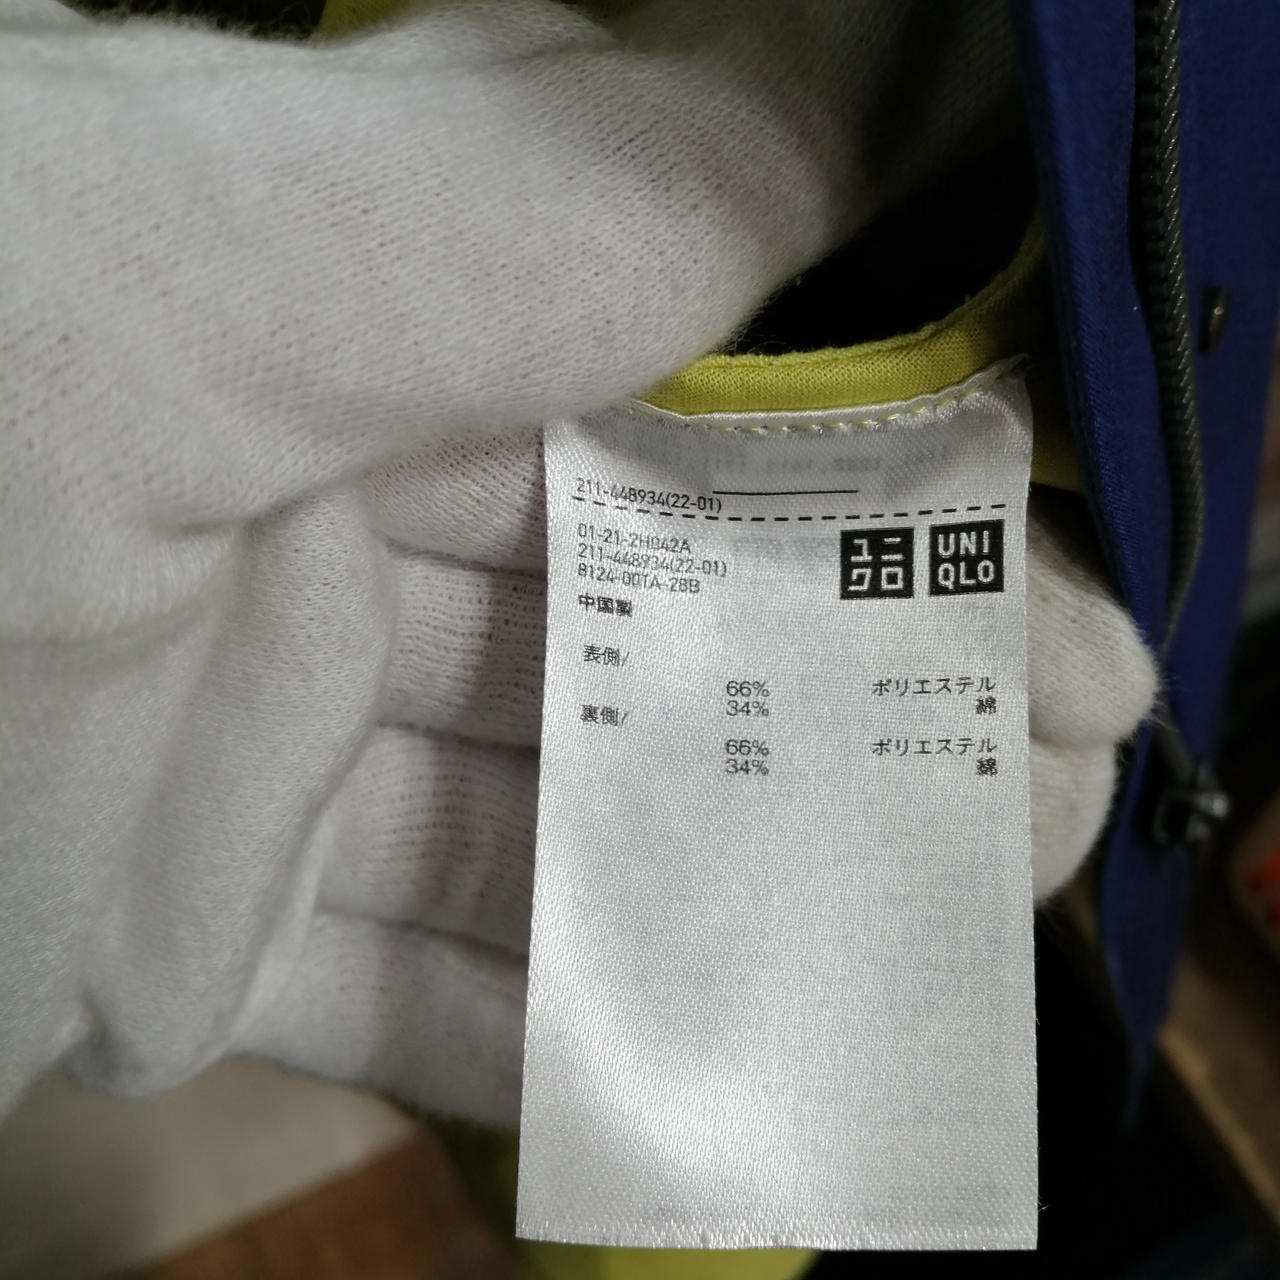 211-448934(22-01)
01-21-2H042A
211-448934(22-01)
8124-001A-28B
中国製
ユニ
クロ
UNI
QLO
表側/
66% ポリエステル
34% 綿
裏側/
66% ポリエステル
34% 綿